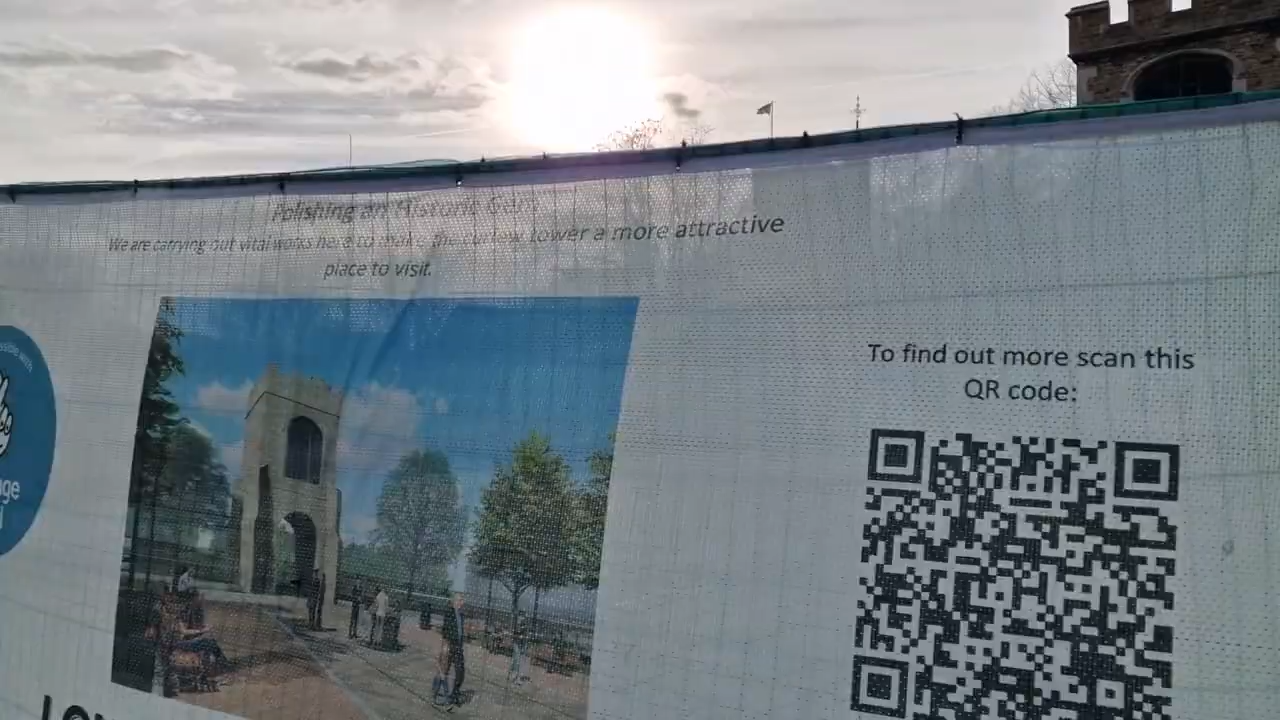 Polishing an Historic Gem
We are carrying out vital works here to make the curfew tower a more attractive
place to visit.
To find out more scan this
QR code: